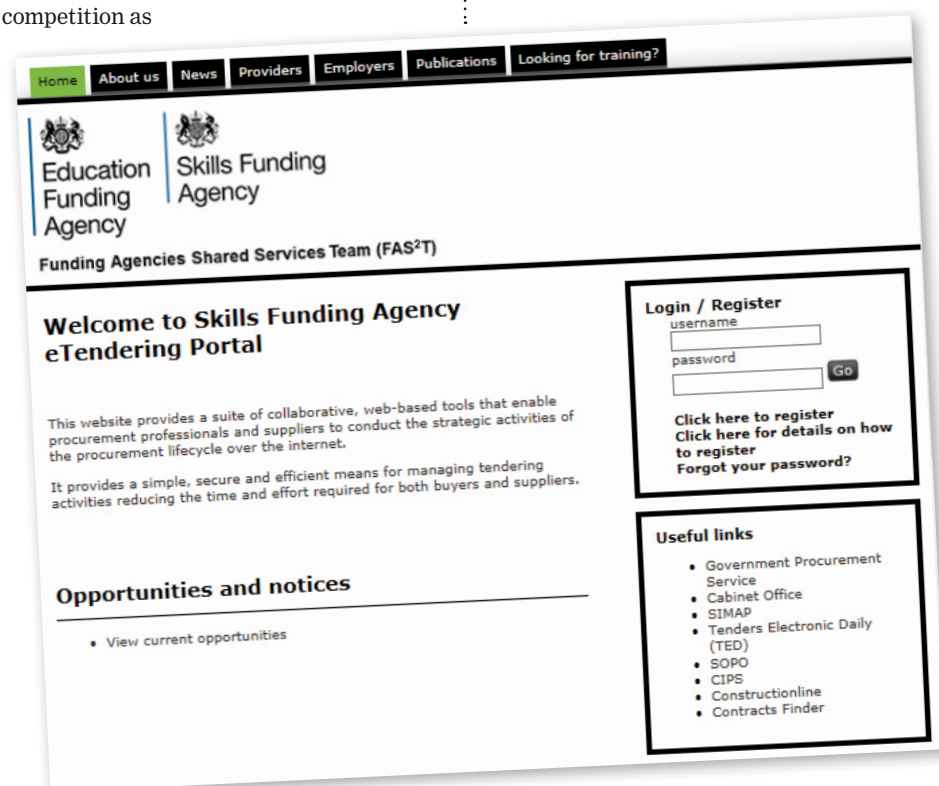 competition as
Home About us News Providers Employers Publications Looking for training?
Education
Funding
Agency
Skills Funding
Agency
Funding Agencies Shared Services Team (FAS²T)
Welcome to Skills Funding Agency
eTendering Portal
This website provides a suite of collaborative, web-based tools that enable
procurement professionals and suppliers to conduct the strategic activities of
the procurement lifecycle over the internet.
It provides a simple, secure and efficient means for managing tendering
activities reducing the time and effort required for both buyers and suppliers.
Opportunities and notices
• View current opportunities
Login / Register
username
password
Go
Click here to register
Click here for details on how
to register
Forgot your password?
Useful links
• Government Procurement
Service
• Cabinet Office
• SIMAP
• Tenders Electronic Daily
(TED)
• SOPO
• CIPS
• Constructionline
• Contracts Finder